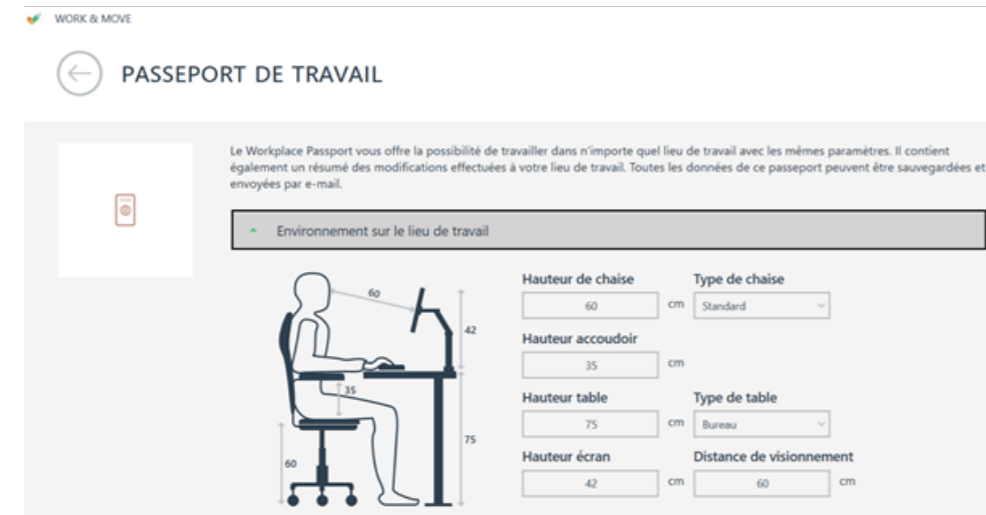 WORK & MOVE
PASSEPORT DE TRAVAIL
Le Workplace Passport vous offre la possibilité de travailler dans n'importe quel lieu de travail avec les mêmes paramètres. Il contient
également un résumé des modifications effectuées à votre lieu de travail. Toutes les données de ce passeport peuvent être sauvegardées et
envoyées par e-mail.
Environnement sur le lieu de travail
60
42
35
75
60
Hauteur de chaise Type de chaise
60 cm Standard
Hauteur accoudoir
35 cm
Hauteur table Type de table
75 cm Bureau
Hauteur écran Distance de visionnement
42 cm 60 cm